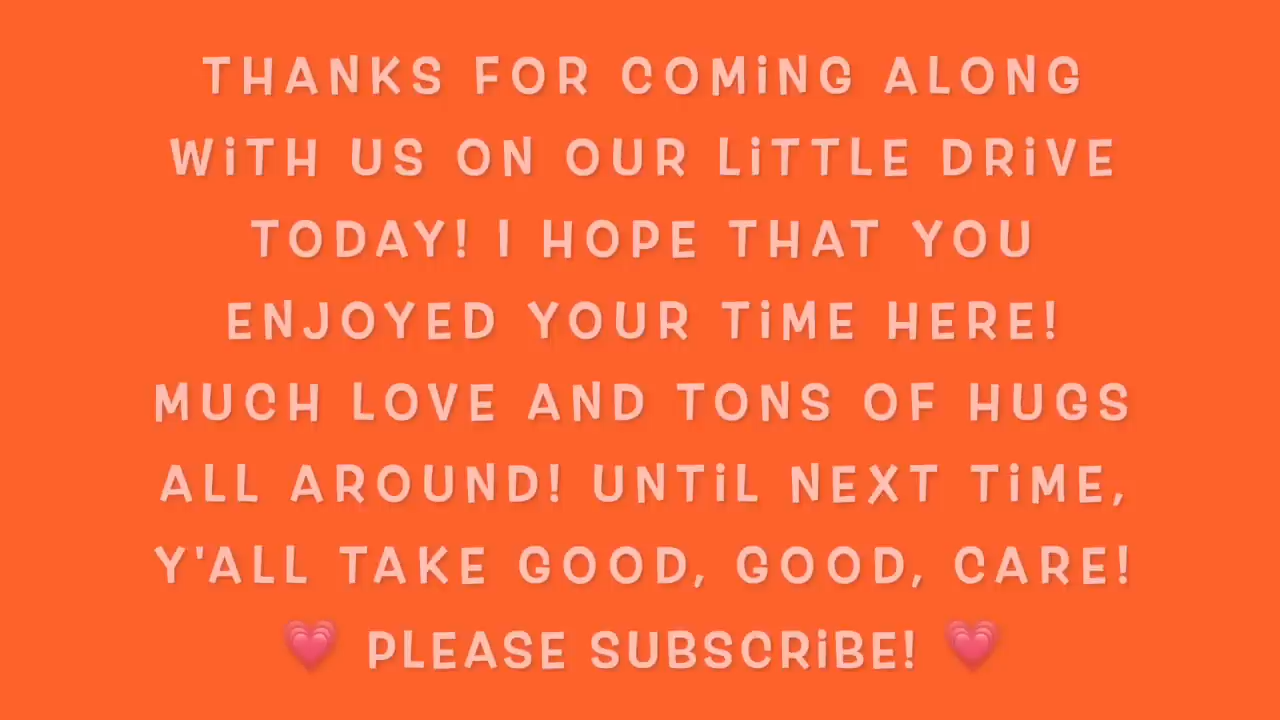 THANKS FOR COMiNG ALONG
WiTH US ON OUR LiTTLE DRiVE
TODAY! I HOPE THAT YOU
ENJOYED YOUR TiME HERE!
MUCH LOVE AND TONS OF HUGS
ALL AROUND! UNTiL NEXT TiME,
Y'ALL TAKE GOOD, GOOD, CARE!
💗 PLEASE SUBSCRiBE! 💗